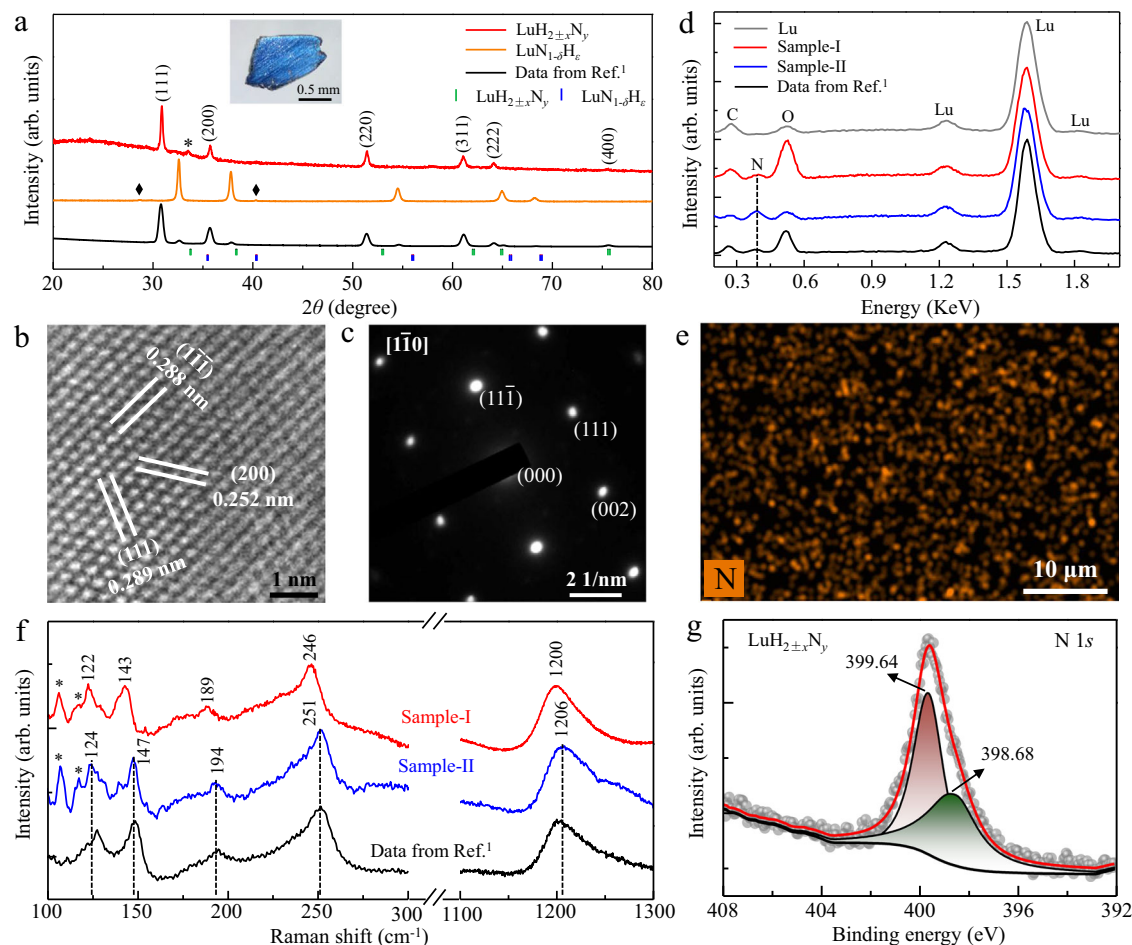 a
Intensity (arb. units)
0.5 mm
LuH2±xNy
LuN1-δHε
Data from Ref.1
LuH2±xNy LuN1-δHε
(111)
*
(200)
(220)
(311)
(222)
(400)
20 30 40 50 60 70 80
2θ (degree)
d
Intensity (arb. units)
Lu
Sample-I
Sample-II
Data from Ref.1
C
O
N
Lu
Lu
Lu
0.3 0.6 0.9 1.2 1.5 1.8
Energy (KeV)
b
(11̅1̅)
0.288 nm
(200)
0.252 nm
(111)
0.289 nm
1 nm
c
[11̅0]
(111̅)
(111)
(000)
(002)
2 1/nm
e
N
10 μm
f
Intensity (arb. units)
* * 122 143 189 246 1200
Sample-I
* * 124 147 194 251 1206
Sample-II
Data from Ref.1
100 150 200 250 300 1100 1200 1300
Raman shift (cm-1)
g
Intensity (arb. units)
LuH2±xNy
N 1s
399.64
398.68
408 404 400 396 392
Binding energy (eV)